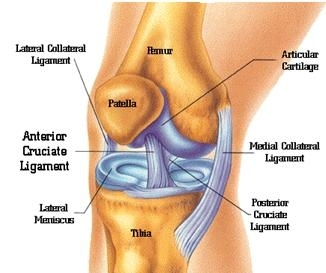 Lateral Collateral
Ligament
Femur
Articular
Cartilage
Patella
Anterior
Cruciate
Ligament
Medial Collateral
Ligament
Lateral
Meniscus
Posterior
Cruciate
Ligament
Tibia